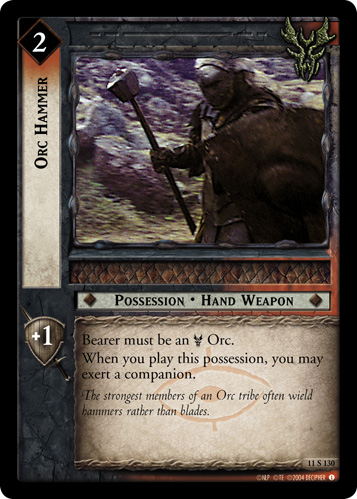 2
Orc Hammer
Possession • Hand Weapon
+1
Bearer must be an Orc.
When you play this possession, you may
exert a companion.
The strongest members of an Orc tribe often wield
hammers rather than blades.
11 S 130
©NLP ©TE ©2004 DECIPHER